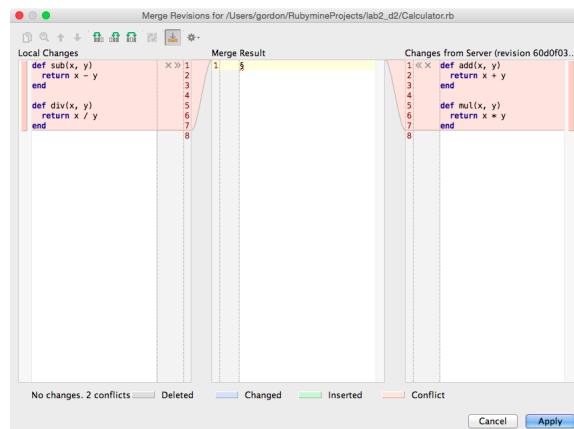 Merge Revisions for /Users/gordon/RubymineProjects/lab2_d2/Calculator.rb
Local Changes
def sub(x, y)
return x - y
end
def div(x, y)
return x / y
end
1
2
3
4
5
6
7
8
Merge Result
1
Changes from Server (revision 60d0f03...
1
2
3
4
5
6
7
8
def add(x, y)
return x + y
end
def mul(x, y)
return x * y
end
No changes. 2 conflicts
Deleted
Changed
Inserted
Conflict
Cancel
Apply